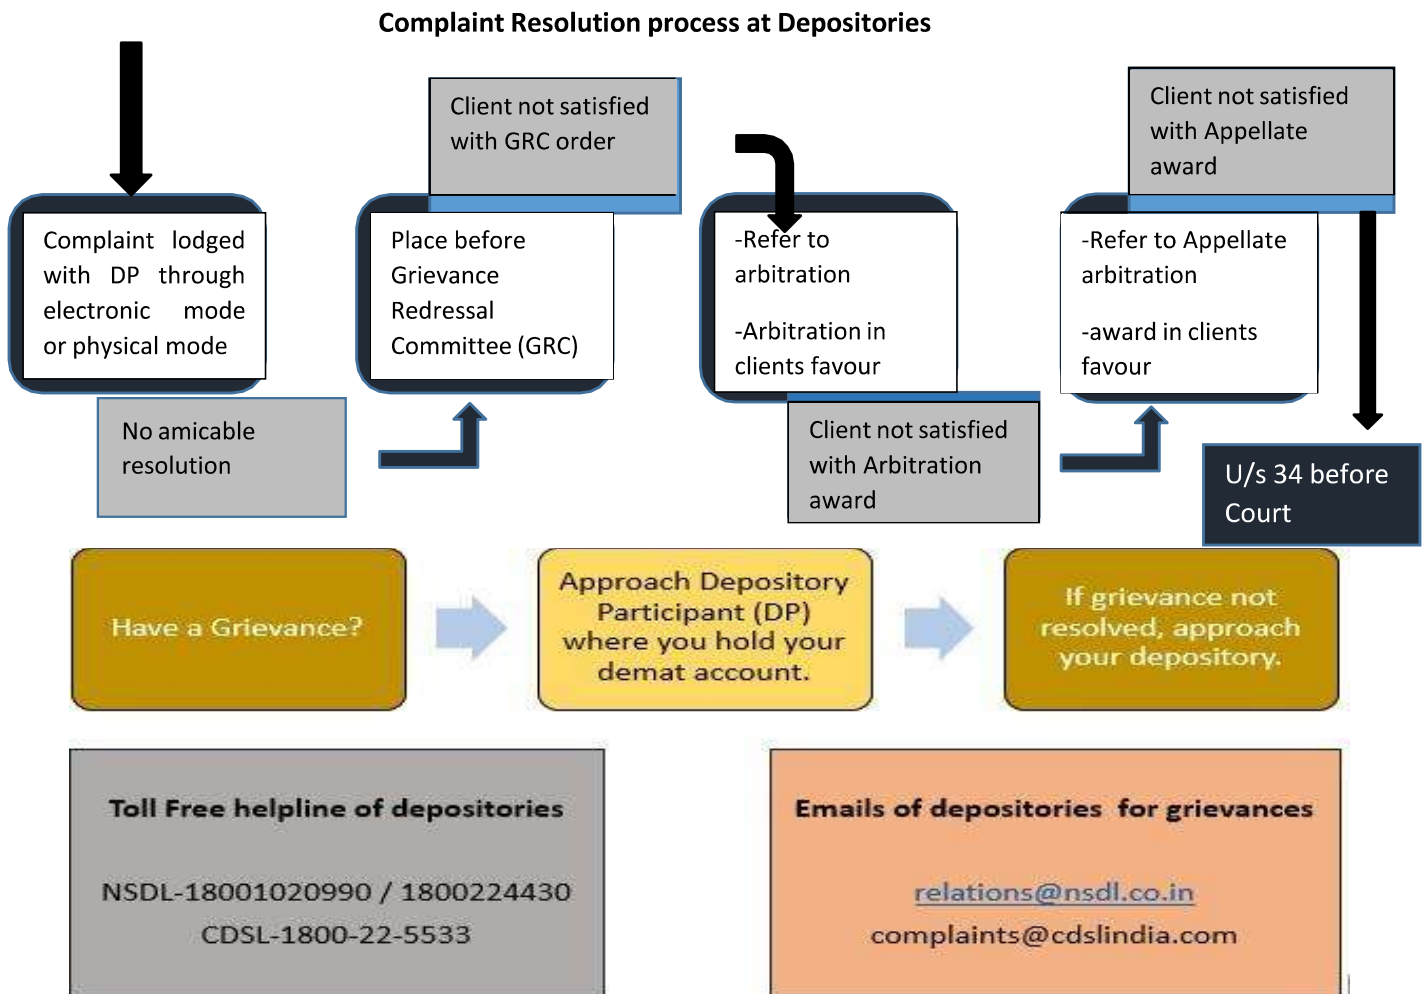 Complaint Resolution process at Depositories
Client not satisfied
with GRC order
Client not satisfied
with Appellate
award
Complaint lodged
with DP through
electronic mode
or physical mode
Place before
Grievance
Redressal
Committee (GRC)
-Refer to
arbitration
-Arbitration in
clients favour
-Refer to Appellate
arbitration
-award in clients
favour
No amicable
resolution
Client not satisfied
with Arbitration
award
U/s 34 before
Court
Have a Grievance?
Approach Depository
Participant (DP)
where you hold your
demat account.
If grievance not
resolved, approach
your depository.
Toll Free helpline of depositories
NSDL-18001020990 / 1800224430
CDSL-1800-22-5533
Emails of depositories for grievances
relations@nsdl.co.in
complaints@cdslindia.com